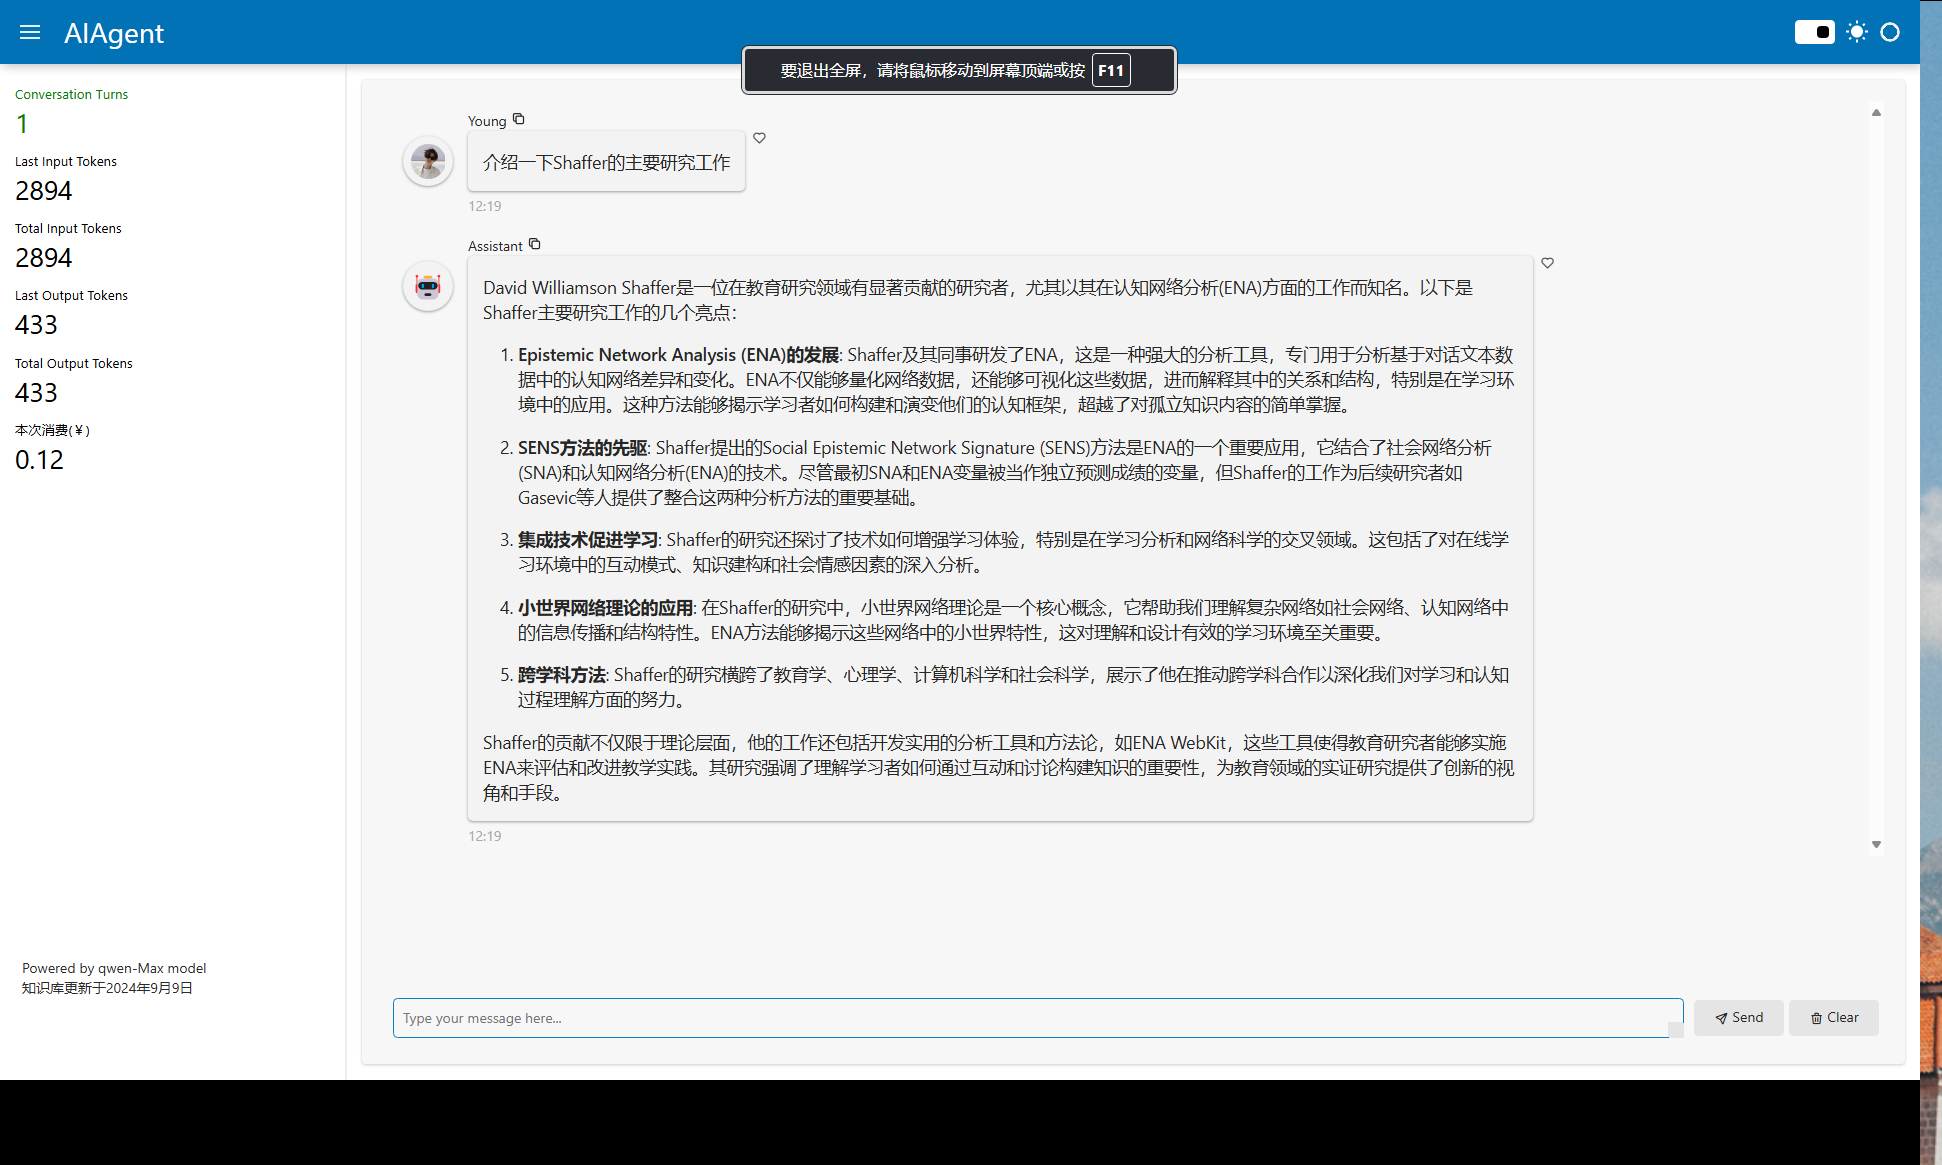 AIAgent
要退出全屏，请将鼠标移动到屏幕顶端或按 F11
Conversation Turns
1
Last Input Tokens
2894
Total Input Tokens
2894
Last Output Tokens
433
Total Output Tokens
433
本次消费(￥)
0.12
Powered by qwen-Max model
知识库更新于2024年9月9日
Young
介绍一下Shaffer的主要研究工作
12:19
Assistant
David Williamson Shaffer是一位在教育研究领域有显著贡献的研究者，尤其以其在认知网络分析(ENA)方面的工作而知名。以下是
Shaffer主要研究工作的几个亮点：
1. Epistemic Network Analysis (ENA)的发展: Shaffer及其同事研发了ENA，这是一种强大的分析工具，专门用于分析基于对话文本数
据中的认知网络差异和变化。ENA不仅能够量化网络数据，还能够可视化这些数据，进而解释其中的关系和结构，特别是在学习环
境中的应用。这种方法能够揭示学习者如何构建和演变他们的认知框架，超越了对孤立知识内容的简单掌握。
2. SENS方法的先驱: Shaffer提出的Social Epistemic Network Signature (SENS)方法是ENA的一个重要应用，它结合了社会网络分析
(SNA)和认知网络分析(ENA)的技术。尽管最初SNA和ENA变量被当作独立预测成绩的变量，但Shaffer的工作为后续研究者如
Gasevic等人提供了整合这两种分析方法的重要基础。
3. 集成技术促进学习: Shaffer的研究还探讨了技术如何增强学习体验，特别是在学习分析和网络科学的交叉领域。这包括了对在线学
习环境中的互动模式、知识建构和社会情感因素的深入分析。
4. 小世界网络理论的应用: 在Shaffer的研究中，小世界网络理论是一个核心概念，它帮助我们理解复杂网络如社会网络、认知网络中
的信息传播和结构特性。ENA方法能够揭示这些网络中的小世界特性，这对理解和设计有效的学习环境至关重要。
5. 跨学科方法: Shaffer的研究横跨了教育学、心理学、计算机科学和社会科学，展示了他在推动跨学科合作以深化我们对学习和认知
过程理解方面的努力。
Shaffer的贡献不仅限于理论层面，他的工作还包括开发实用的分析工具和方法论，如ENA WebKit，这些工具使得教育研究者能够实施
ENA来评估和改进教学实践。其研究强调了理解学习者如何通过互动和讨论构建知识的重要性，为教育领域的实证研究提供了创新的视
角和手段。
12:19
Type your message here...
Send
Clear